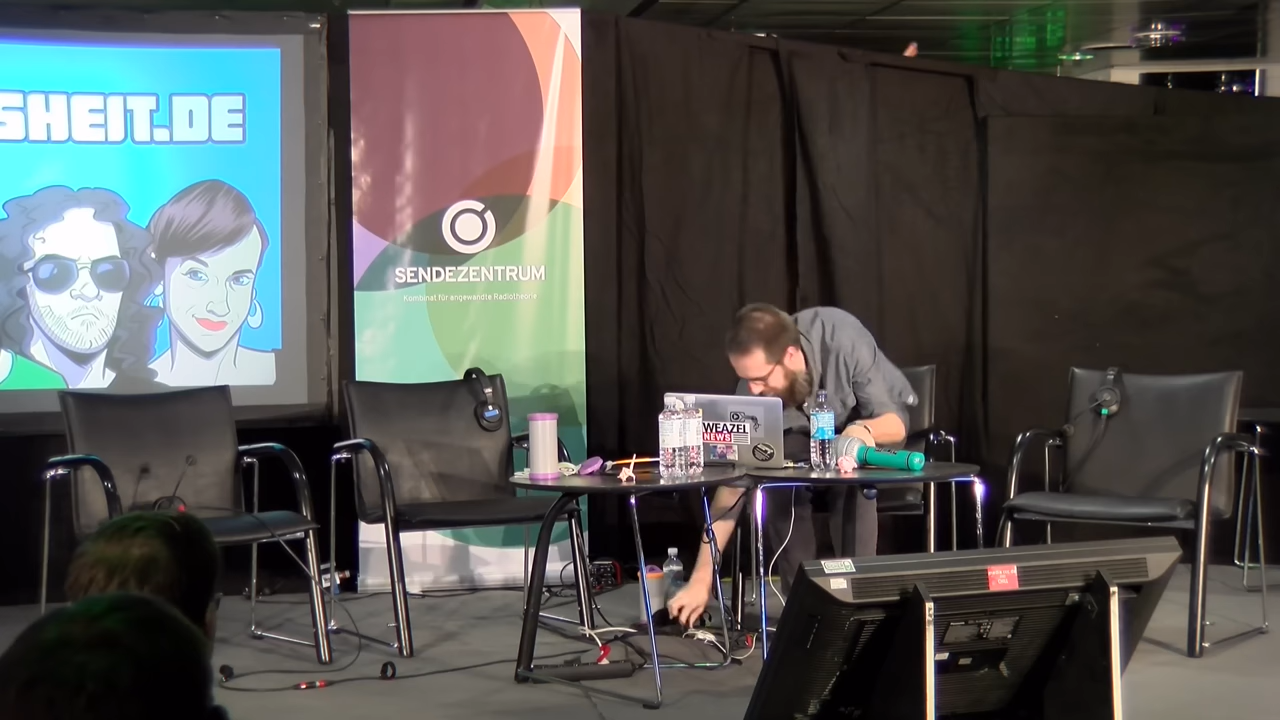 SHEIT.DE
SENDEZENTRUM
Kombinat für angewandte Radiotheorie
WEAZEL
NEWS